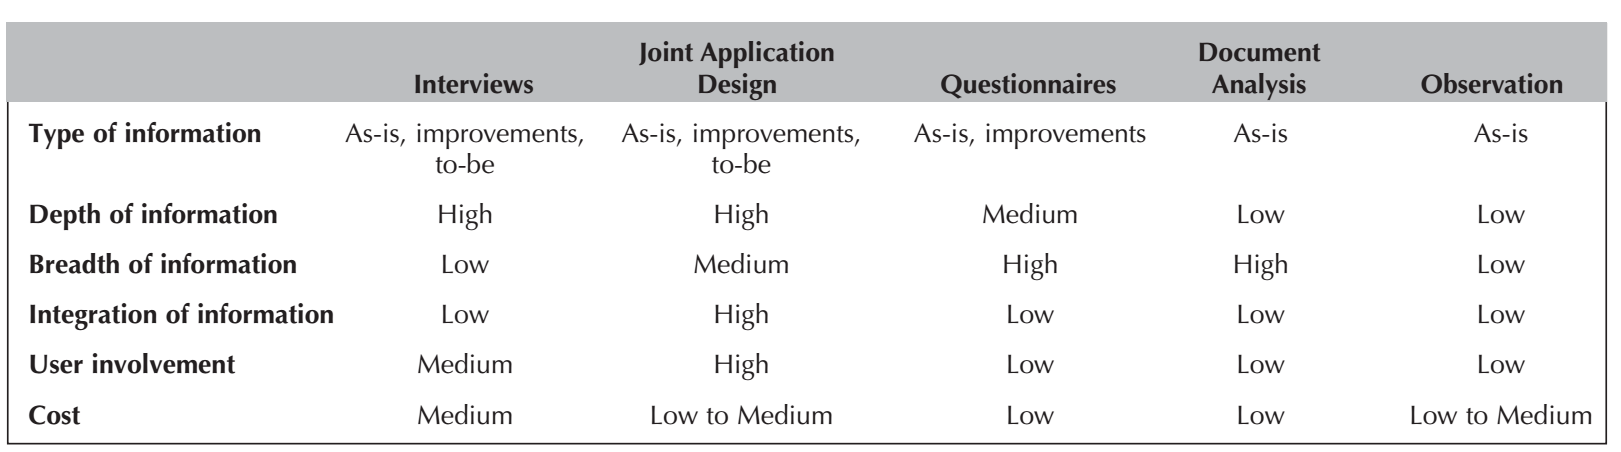 Interviews Joint Application Design Questionnaires Document Analysis Observation
Type of information As-is, improvements, to-be As-is, improvements, to-be As-is, improvements As-is As-is
Depth of information High High Medium Low Low
Breadth of information Low Medium High High Low
Integration of information Low High Low Low Low
User involvement Medium High Low Low Low
Cost Medium Low to Medium Low Low Low to Medium